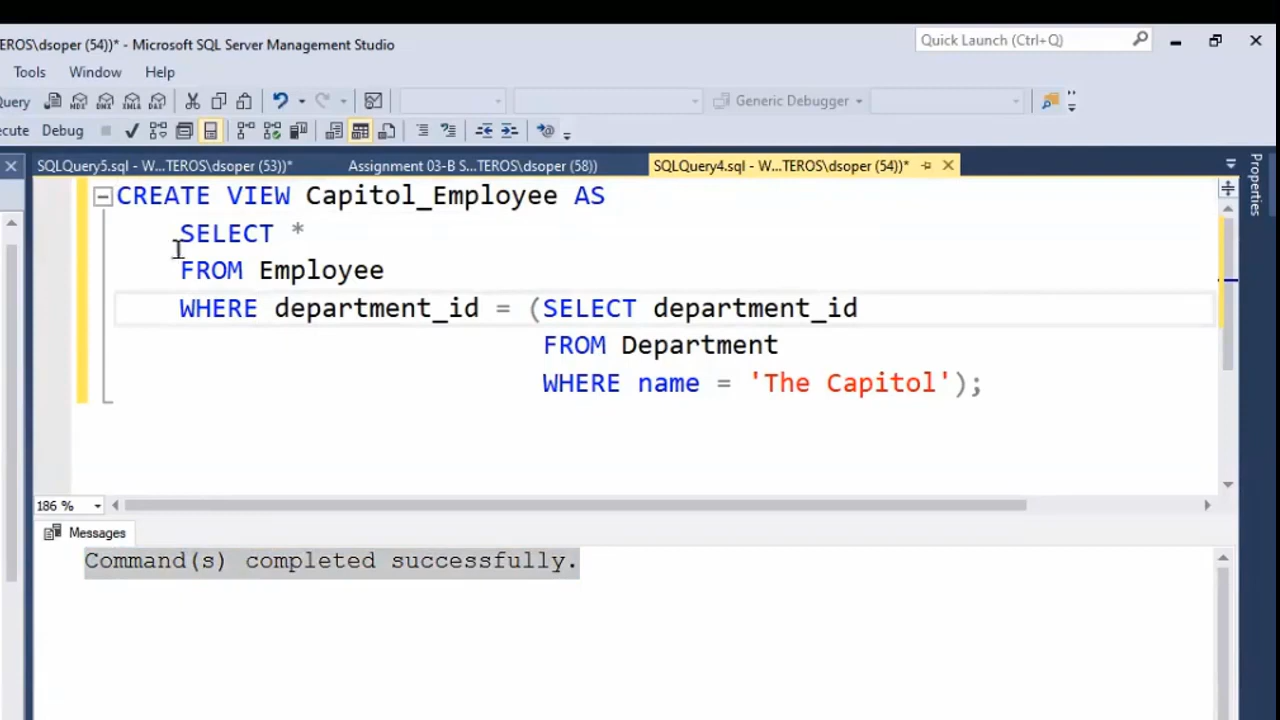 EROS\dsoper (54))* - Microsoft SQL Server Management Studio
Quick Launch (Ctrl+Q)
Tools Window Help
Query
Generic Debugger
cute Debug
SQLQuery5.sql - W...TEROS\dsoper (53))* Assignment 03-B S...TEROS\dsoper (58)) SQLQuery4.sql - W...TEROS\dsoper (54))*
Properties
CREATE VIEW Capitol_Employee AS
SELECT *
FROM Employee
WHERE department_id = (SELECT department_id
FROM Department
WHERE name = 'The Capitol');
186 %
Messages
Command(s) completed successfully.